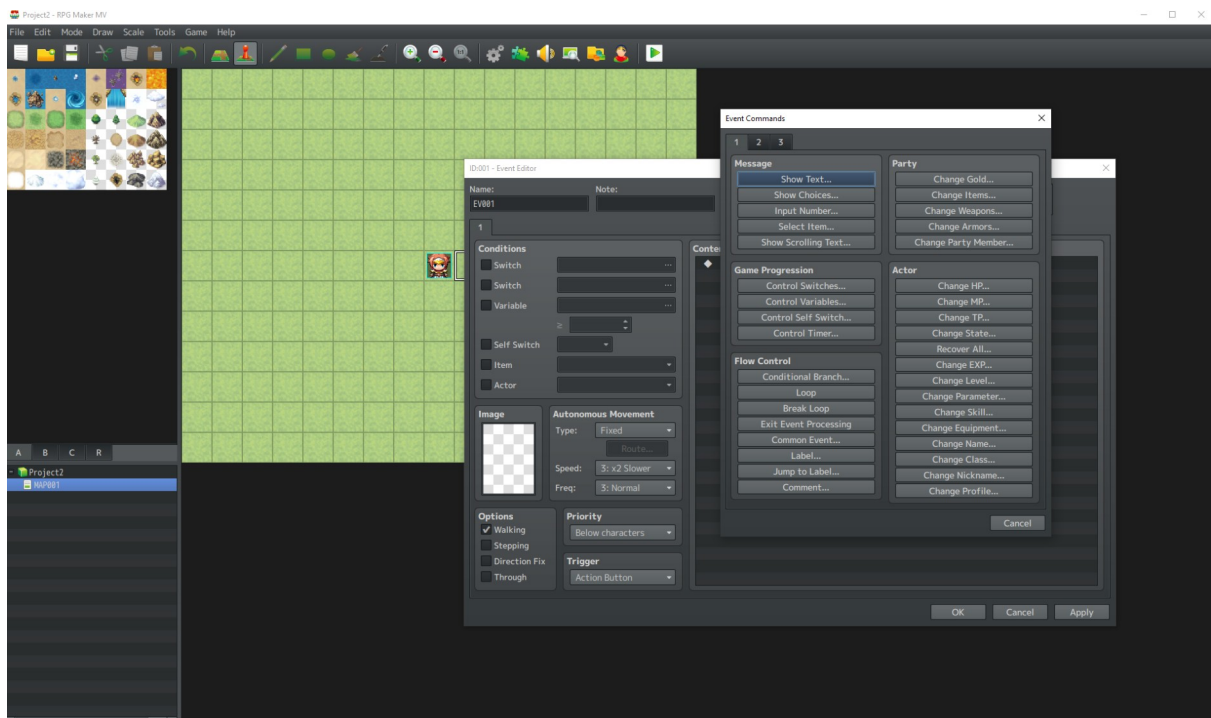 Project2 - RPG Maker MV
File Edit Mode Draw Scale Tools Game Help
Event Commands
1 2 3
Message
Show Text...
Show Choices...
Input Number...
Select Item...
Show Scrolling Text...
Party
Change Gold...
Change Items...
Change Weapons...
Change Armors...
Change Party Member...
Game Progression
Control Switches...
Control Variables...
Control Self Switch...
Control Timer...
Actor
Change HP...
Change MP...
Change TP...
Change State...
Recover All...
Change EXP...
Change Level...
Change Parameter...
Change Skill...
Change Equipment...
Change Name...
Change Class...
Change Nickname...
Change Profile...
Flow Control
Conditional Branch...
Loop
Break Loop
Exit Event Processing
Common Event...
Label...
Jump to Label...
Comment...
Cancel
ID:001 - Event Editor
Name: Note:
EV001
1
Conditions
Switch ...
Switch ...
Variable ...
≥
Self Switch
Item
Actor
Image
Autonomous Movement
Type: Fixed
Route...
Speed: 3: x2 Slower
Freq: 3: Normal
Options
Walking
Stepping
Direction Fix
Through
Priority
Below characters
Trigger
Action Button
OK Cancel Apply
A B C R
Project2
MAP001